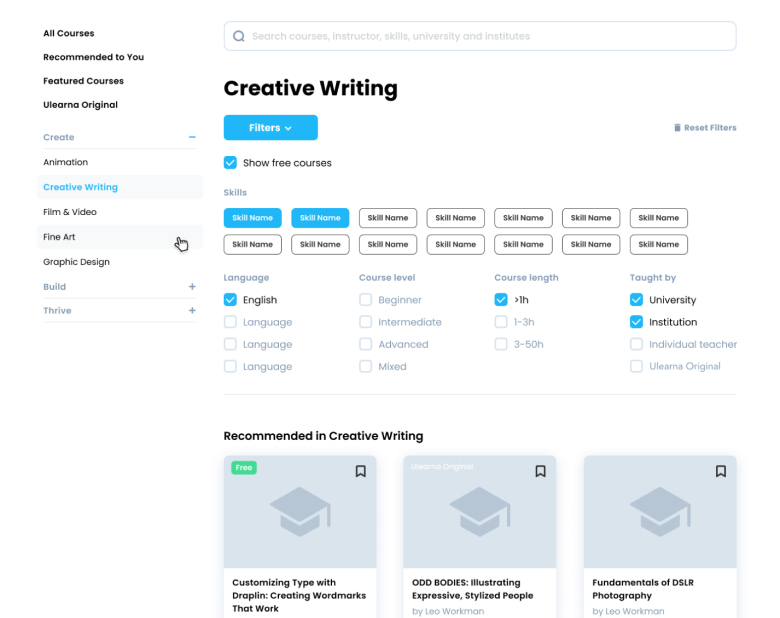 All Courses
Recommended to You
Featured Courses
Ulearna Original
Create
Animation
Creative Writing
Film & Video
Fine Art
Graphic Design
Build
Thrive
Search courses, instructor, skills, university and institutes
Creative Writing
Filters
Reset Filters
Show free courses
Skills
Skill Name Skill Name Skill Name Skill Name Skill Name Skill Name Skill Name
Skill Name Skill Name Skill Name Skill Name Skill Name Skill Name Skill Name
Language
English
Language
Language
Language
Course level
Beginner
Intermediate
Advanced
Mixed
Course length
>1h
1-3h
3-50h
Taught by
University
Institution
Individual teacher
Ulearna Original
Recommended in Creative Writing
Free
Customizing Type with
Draplin: Creating Wordmarks
That Work
Ulearna Original
ODD BODIES: Illustrating
Expressive, Stylized People
by Leo Workman
Fundamentals of DSLR
Photography
by Leo Workman